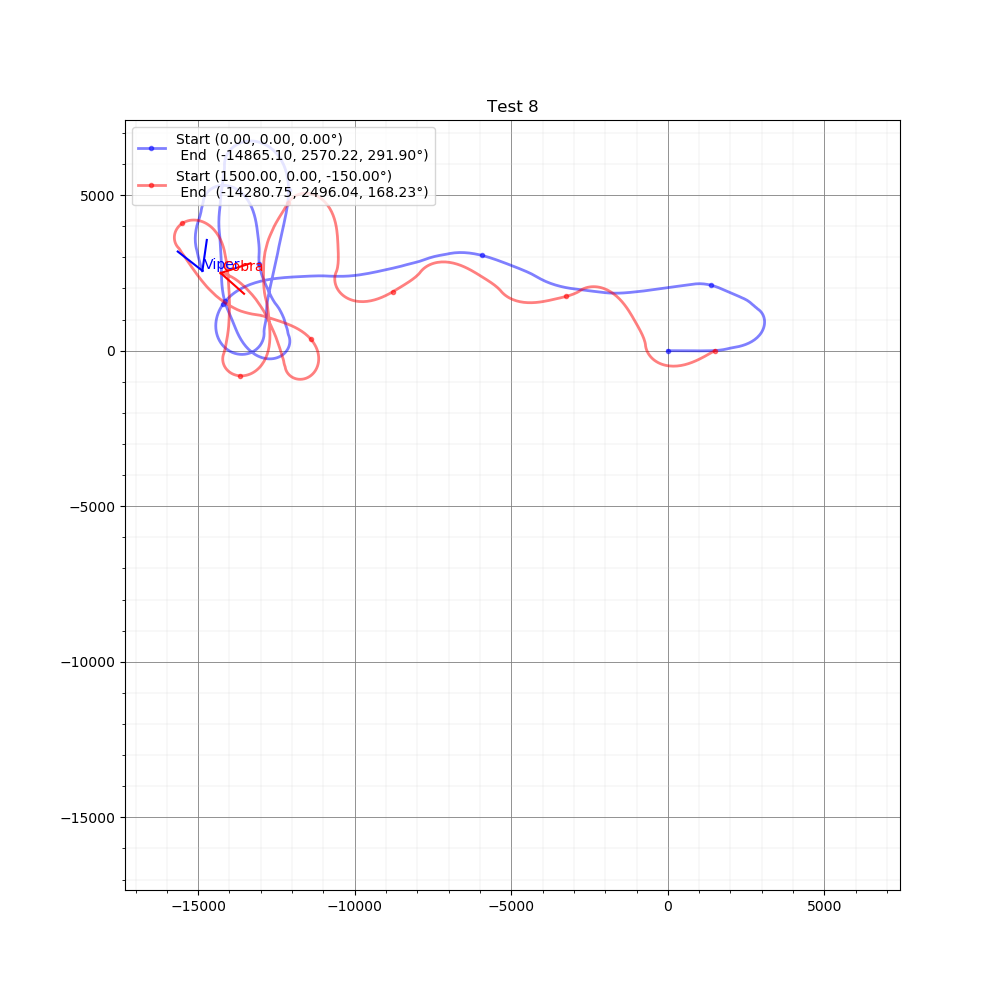 Test 8
Start (0.00, 0.00, 0.00°)
End  (-14865.10, 2570.22, 291.90°)
Start (1500.00, 0.00, -150.00°)
End (-14280.75, 2496.04, 168.23°)
5000
0
−5000
−10000
−15000
Viper
−15000
−10000
−5000
0
5000